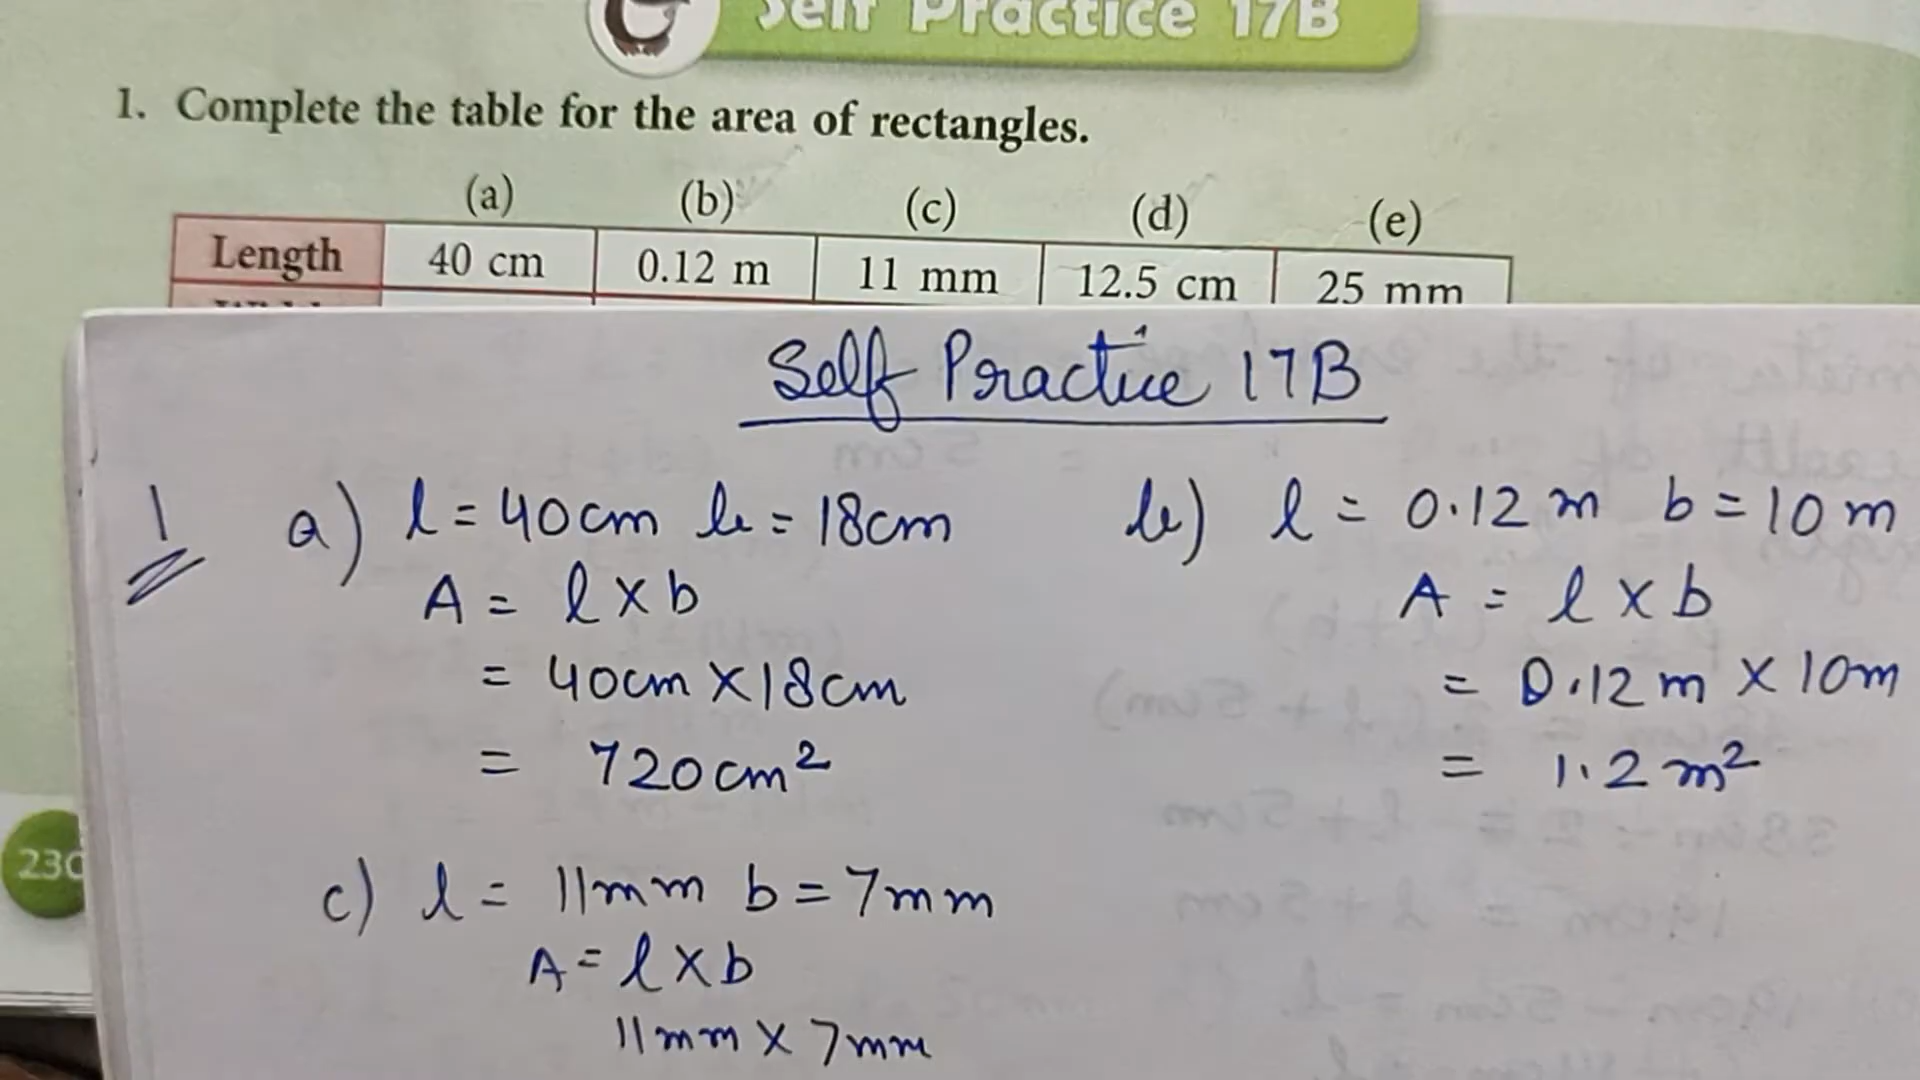 Self Practice 17B
1. Complete the table for the area of rectangles.
(a) (b) (c) (d) (e)
Length 40 cm 0.12 m 11 mm 12.5 cm 25 mm
Self Practice 17B
1 a) l = 40cm b = 18cm
A = l × b
= 40cm × 18cm
= 720cm²
b) l = 0.12 m b = 10 m
A = l × b
= 0.12 m × 10m
= 1.2 m²
230
c) l = 11mm b = 7mm
A = l × b
11mm × 7mm